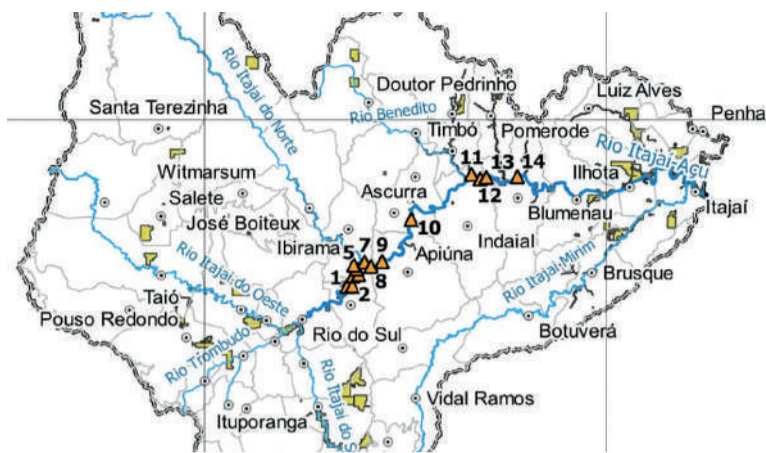 Doutor Pedrinho
Luiz Alves
Santa Terezinha
Rio Itajaí do Norte
Rio Benedito
Penha
Timbó
Pomerode
Rio Itajaí-Açu
Witmarsum
11
13
14
12
Ilhota
Salete
Ascurra
Blumenau
Itajaí
José Boiteux
10
Indaial
Ibirama
5
7
9
Apiúna
8
1
2
Rio Itajaí-Mirim
Brusque
Rio Itajaí do Oeste
Taió
Pouso Redondo
Rio do Sul
Botuverá
Rio Trombudo
Rio Itajaí do S
Vidal Ramos
Ituporanga